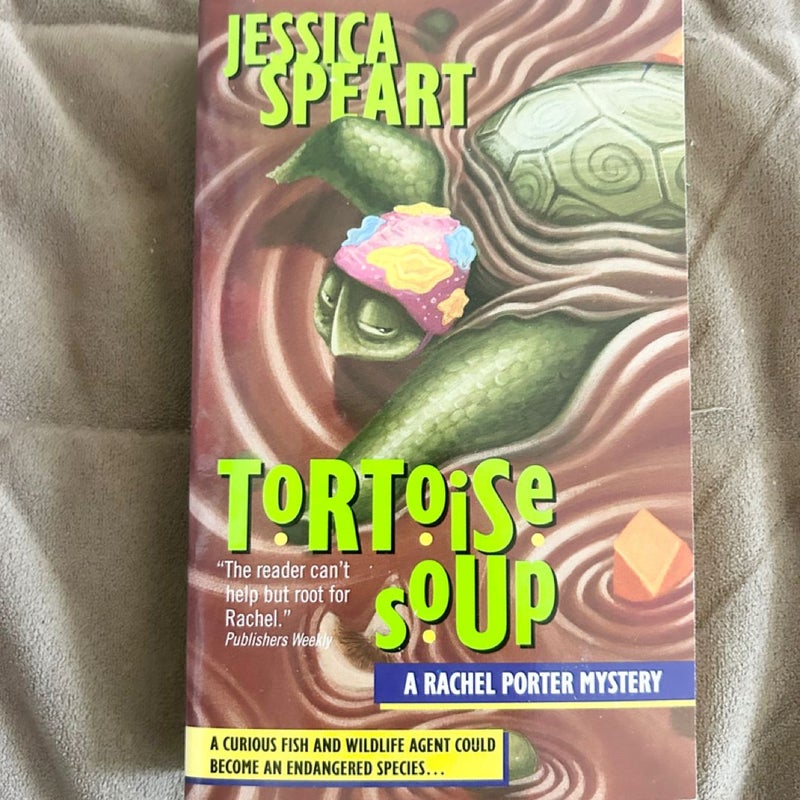 JESSICA
SPEART
ToRToiSe
soUP
“The reader can’t
help but root for
Rachel.”
Publishers Weekly
A RACHEL PORTER MYSTERY
A CURIOUS FISH AND WILDLIFE AGENT COULD
BECOME AN ENDANGERED SPECIES...